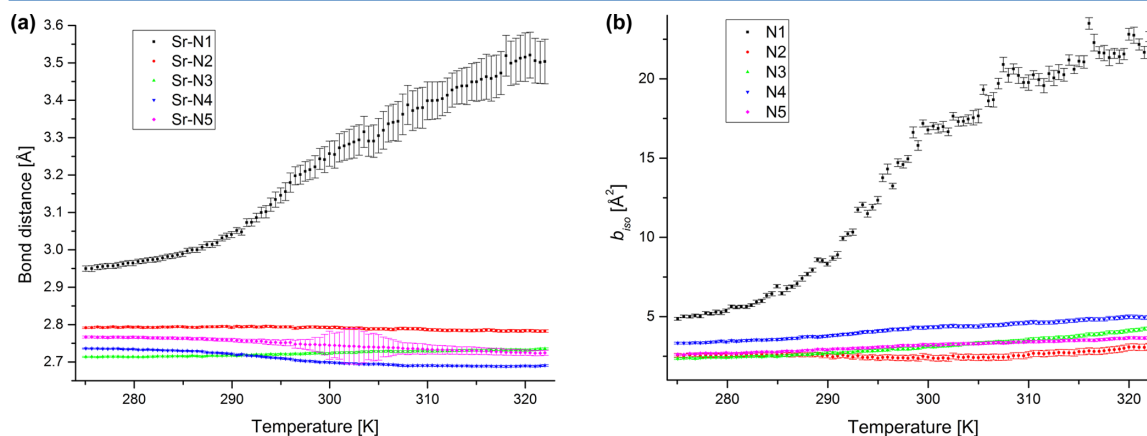 (a)
Sr-N1
Sr-N2
Sr-N3
Sr-N4
Sr-N5
3.6
3.5
3.4
3.3
3.2
3.1
3.0
2.9
2.8
2.7
Bond distance [Å]
280
290
300
310
320
Temperature [K]
(b)
N1
N2
N3
N4
N5
20
15
10
5
b_iso [Å²]
280
290
300
310
320
Temperature [K]